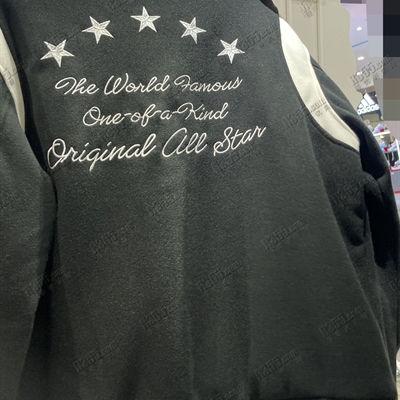 The World Famous
One-of-a-Kind
Original All Star